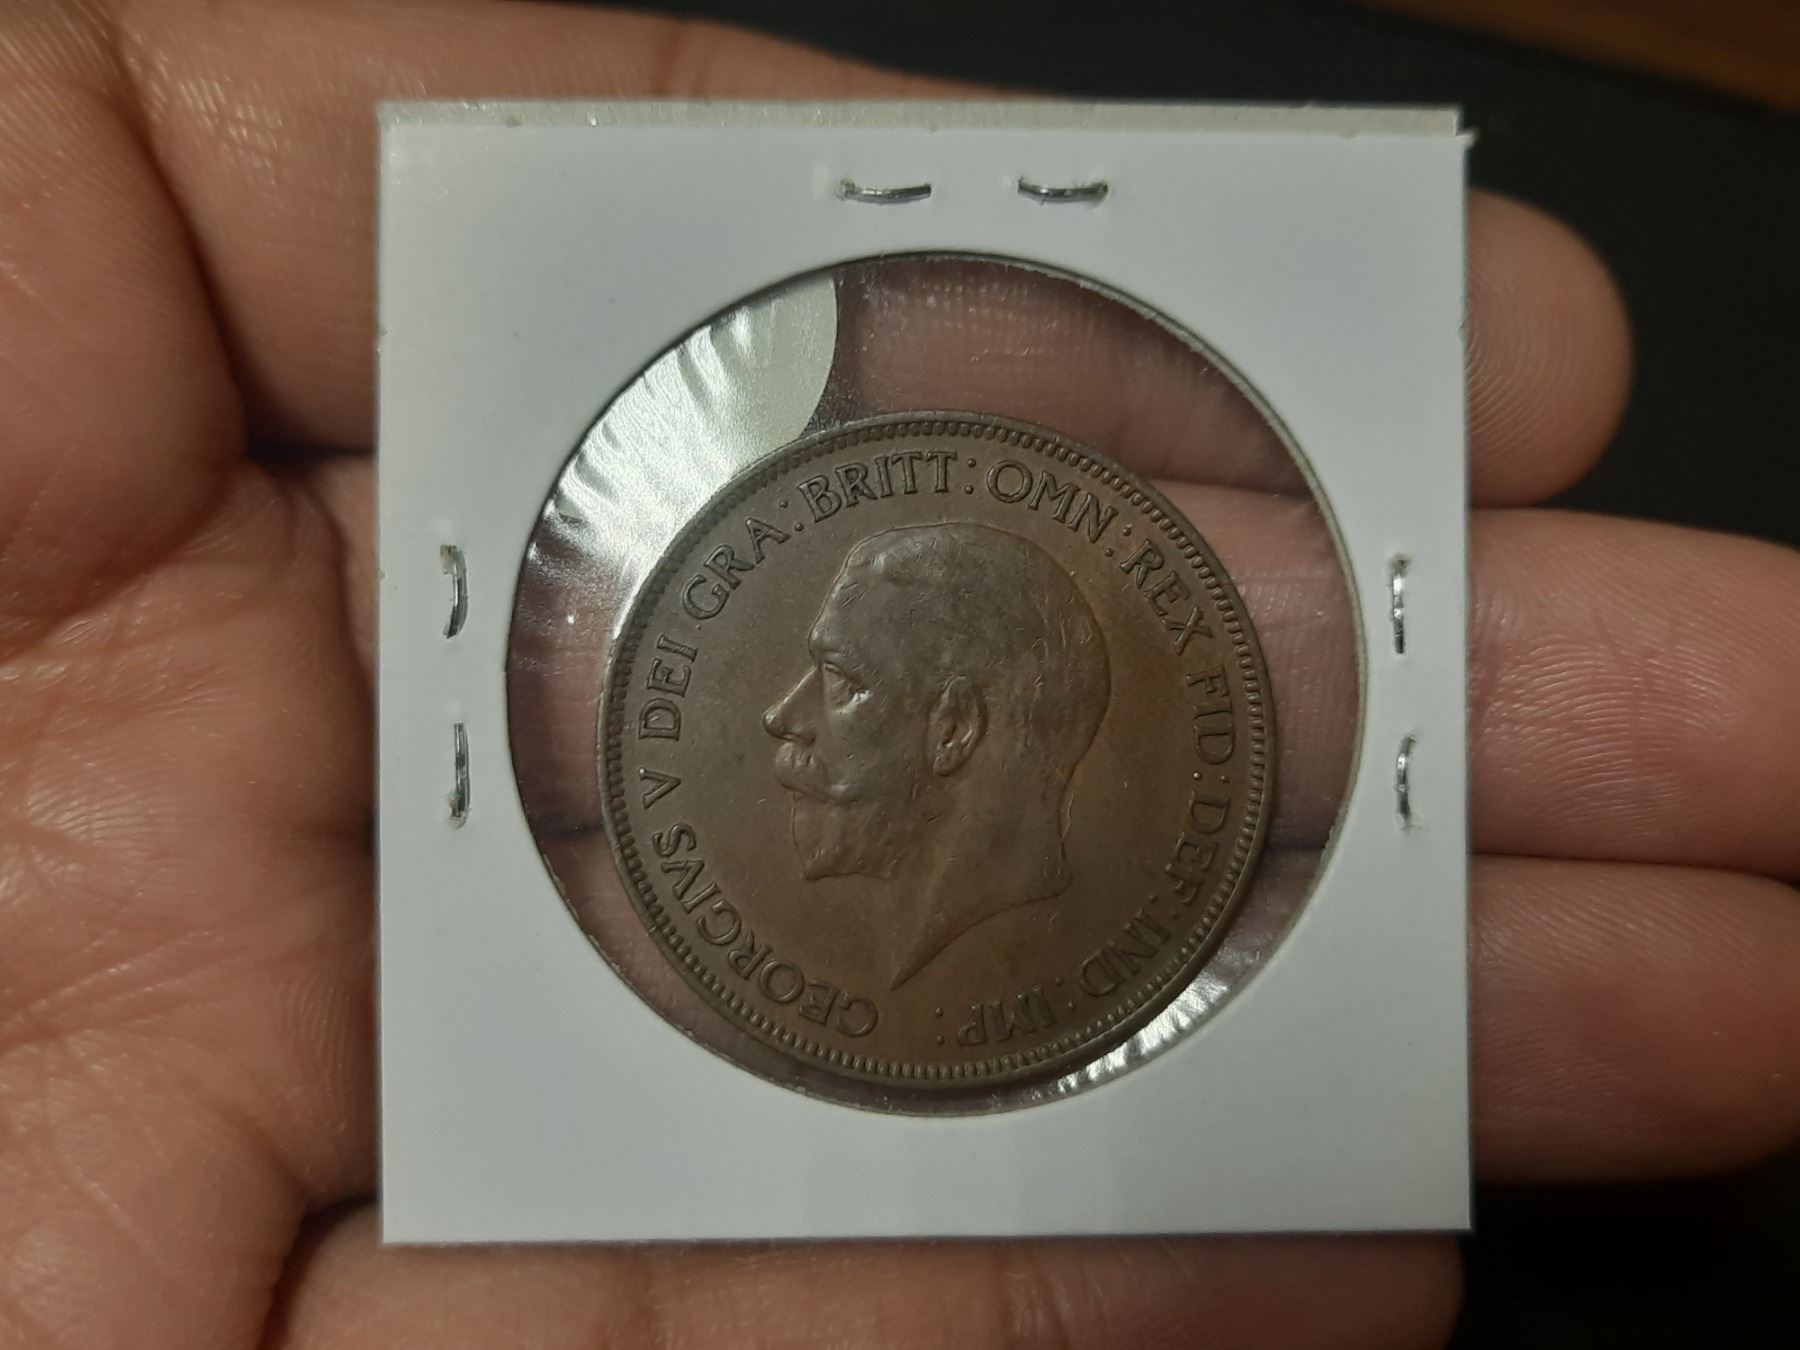 GEORGIVS V DEI GRA: BRITT: OMN: REX FID: DEF: IND: IMP: